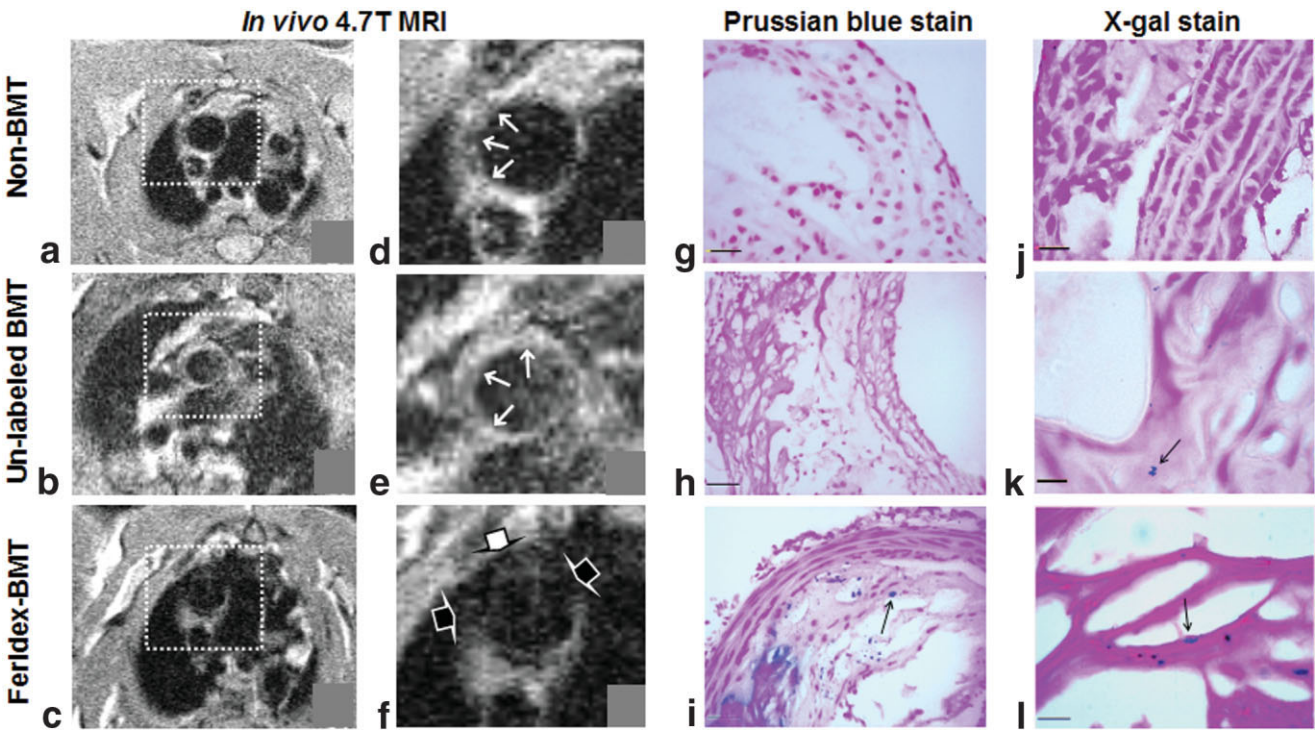 In vivo 4.7T MRI
Prussian blue stain
X-gal stain
Non-BMT
a
d
g
j
Un-labeled BMT
b
e
h
k
Feridex-BMT
c
f
i
l